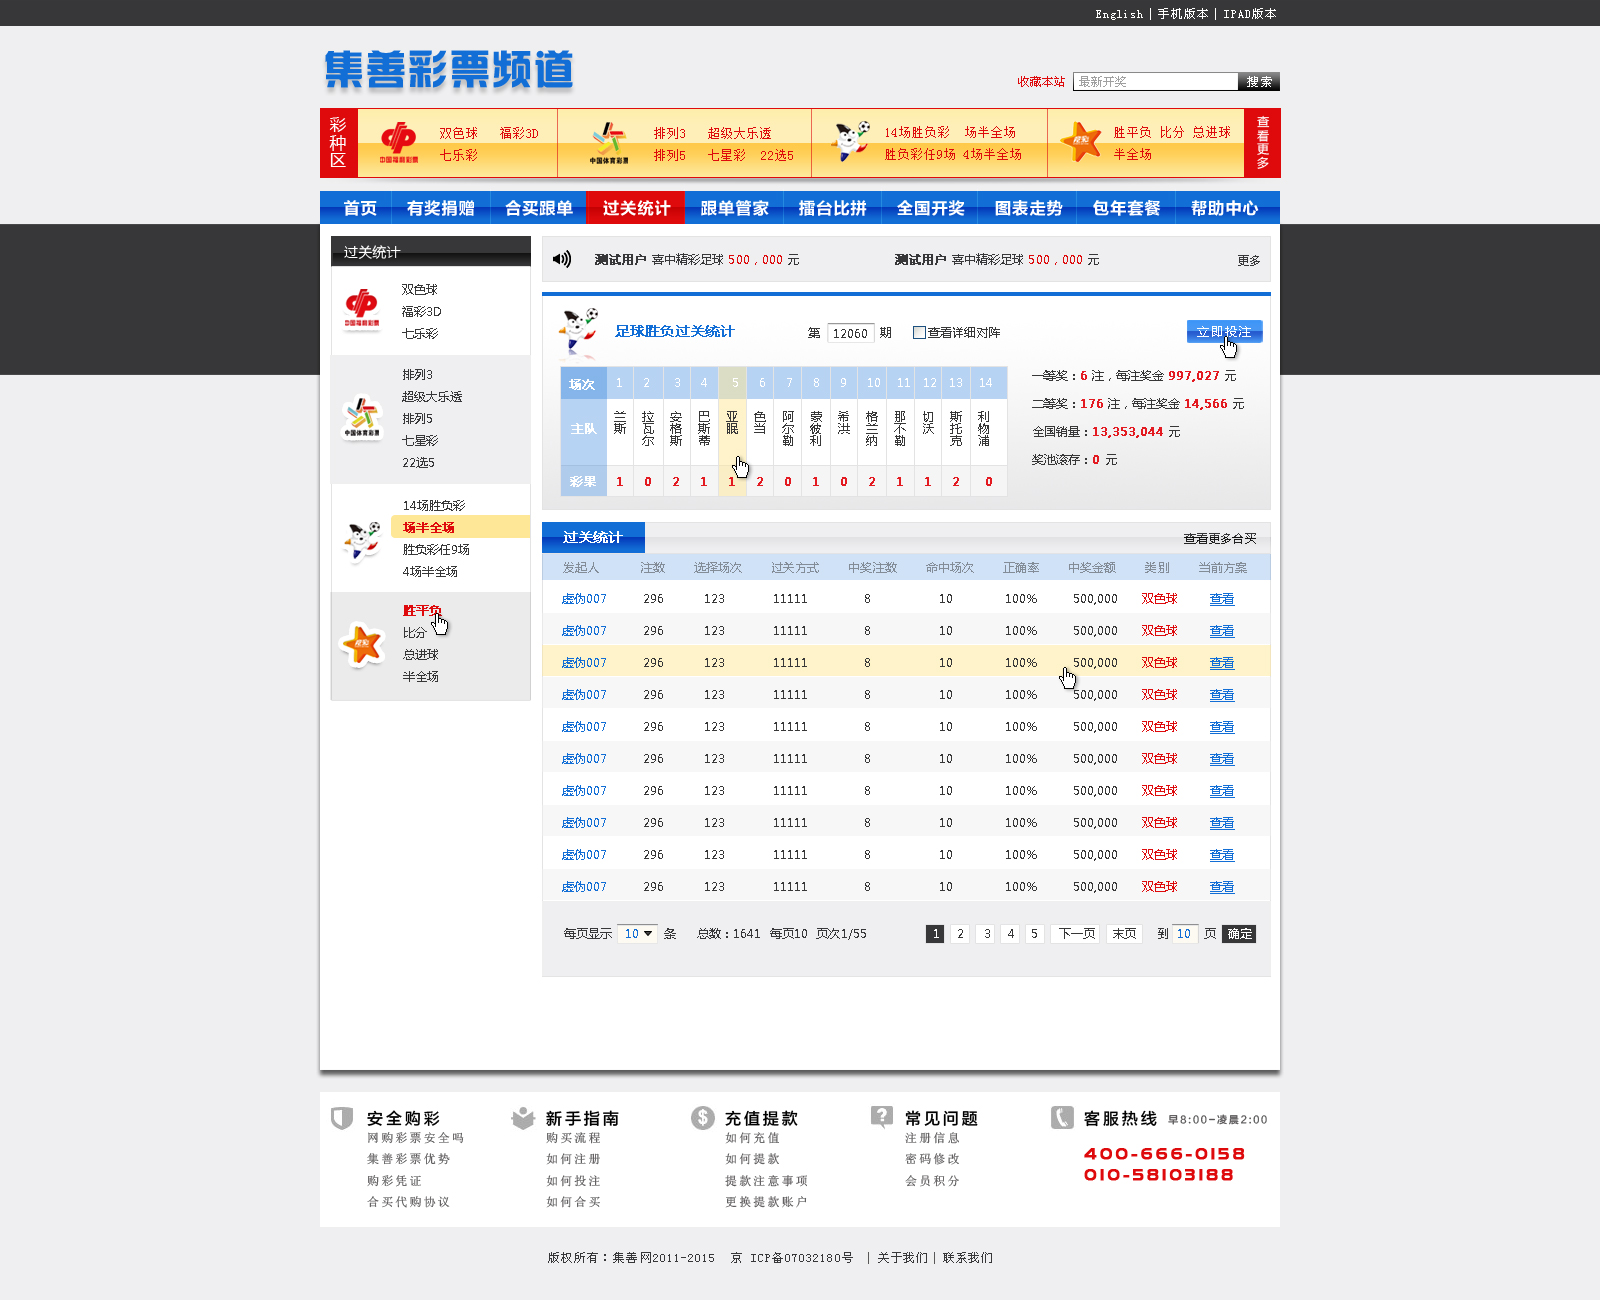 English | 手机版本 | IPAD版本
集善彩票频道
收藏本站 最新开奖 搜索
彩种区
中国福利彩票 双色球 福彩3D
七乐彩
中国体育彩票 排列3 超级大乐透
排列5 七星彩 22选5
14场胜负彩 场半全场
胜负彩任9场 4场半全场
胜平负 比分 总进球
半全场
查看更多
首页 有奖捐赠 合买跟单 过关统计 跟单管家 擂台比拼 全国开奖 图表走势 包年套餐 帮助中心
过关统计
中国福利彩票
双色球
福彩3D
七乐彩
中国体育彩票
排列3
超级大乐透
排列5
七星彩
22选5
14场胜负彩
场半全场
胜负彩任9场
4场半全场
胜平负
比分
总进球
半全场
测试用户 喜中精彩足球 500，000 元 测试用户 喜中精彩足球 500，000 元 更多
足球胜负过关统计 第 12060 期 查看详细对阵 立即投注
场次 1 2 3 4 5 6 7 8 9 10 11 12 13 14
主队 兰斯 拉瓦尔 安格斯 巴斯蒂 亚眠 色当 阿尔勒 蒙彼利 希洪 格兰纳 那不勒 切沃 斯托克 利物浦
彩果 1 0 2 1 1 2 0 1 0 2 1 1 2 0
一等奖：6 注，每注奖金 997,027 元
二等奖：176 注，每注奖金 14,566 元
全国销量：13,353,044 元
奖池滚存：0 元
过关统计 查看更多合买
发起人 注数 选择场次 过关方式 中奖注数 命中场次 正确率 中奖金额 类别 当前方案
虚伪007 296 123 11111 8 10 100% 500,000 双色球 查看
虚伪007 296 123 11111 8 10 100% 500,000 双色球 查看
虚伪007 296 123 11111 8 10 100% 500,000 双色球 查看
虚伪007 296 123 11111 8 10 100% 500,000 双色球 查看
虚伪007 296 123 11111 8 10 100% 500,000 双色球 查看
虚伪007 296 123 11111 8 10 100% 500,000 双色球 查看
虚伪007 296 123 11111 8 10 100% 500,000 双色球 查看
虚伪007 296 123 11111 8 10 100% 500,000 双色球 查看
虚伪007 296 123 11111 8 10 100% 500,000 双色球 查看
虚伪007 296 123 11111 8 10 100% 500,000 双色球 查看
每页显示 10 条 总数：1641 每页10 页次1/55 1 2 3 4 5 下一页 末页 到 10 页 确定
安全购彩
网购彩票安全吗
集善彩票优势
购彩凭证
合买代购协议
新手指南
购买流程
如何注册
如何投注
如何合买
充值提款
如何充值
如何提款
提款注意事项
更换提款账户
常见问题
注册信息
密码修改
会员积分
客服热线 早8:00-凌晨2:00
400-666-0158
010-58103188
版权所有：集善网2011-2015 京 ICP备07032180号 | 关于我们 | 联系我们